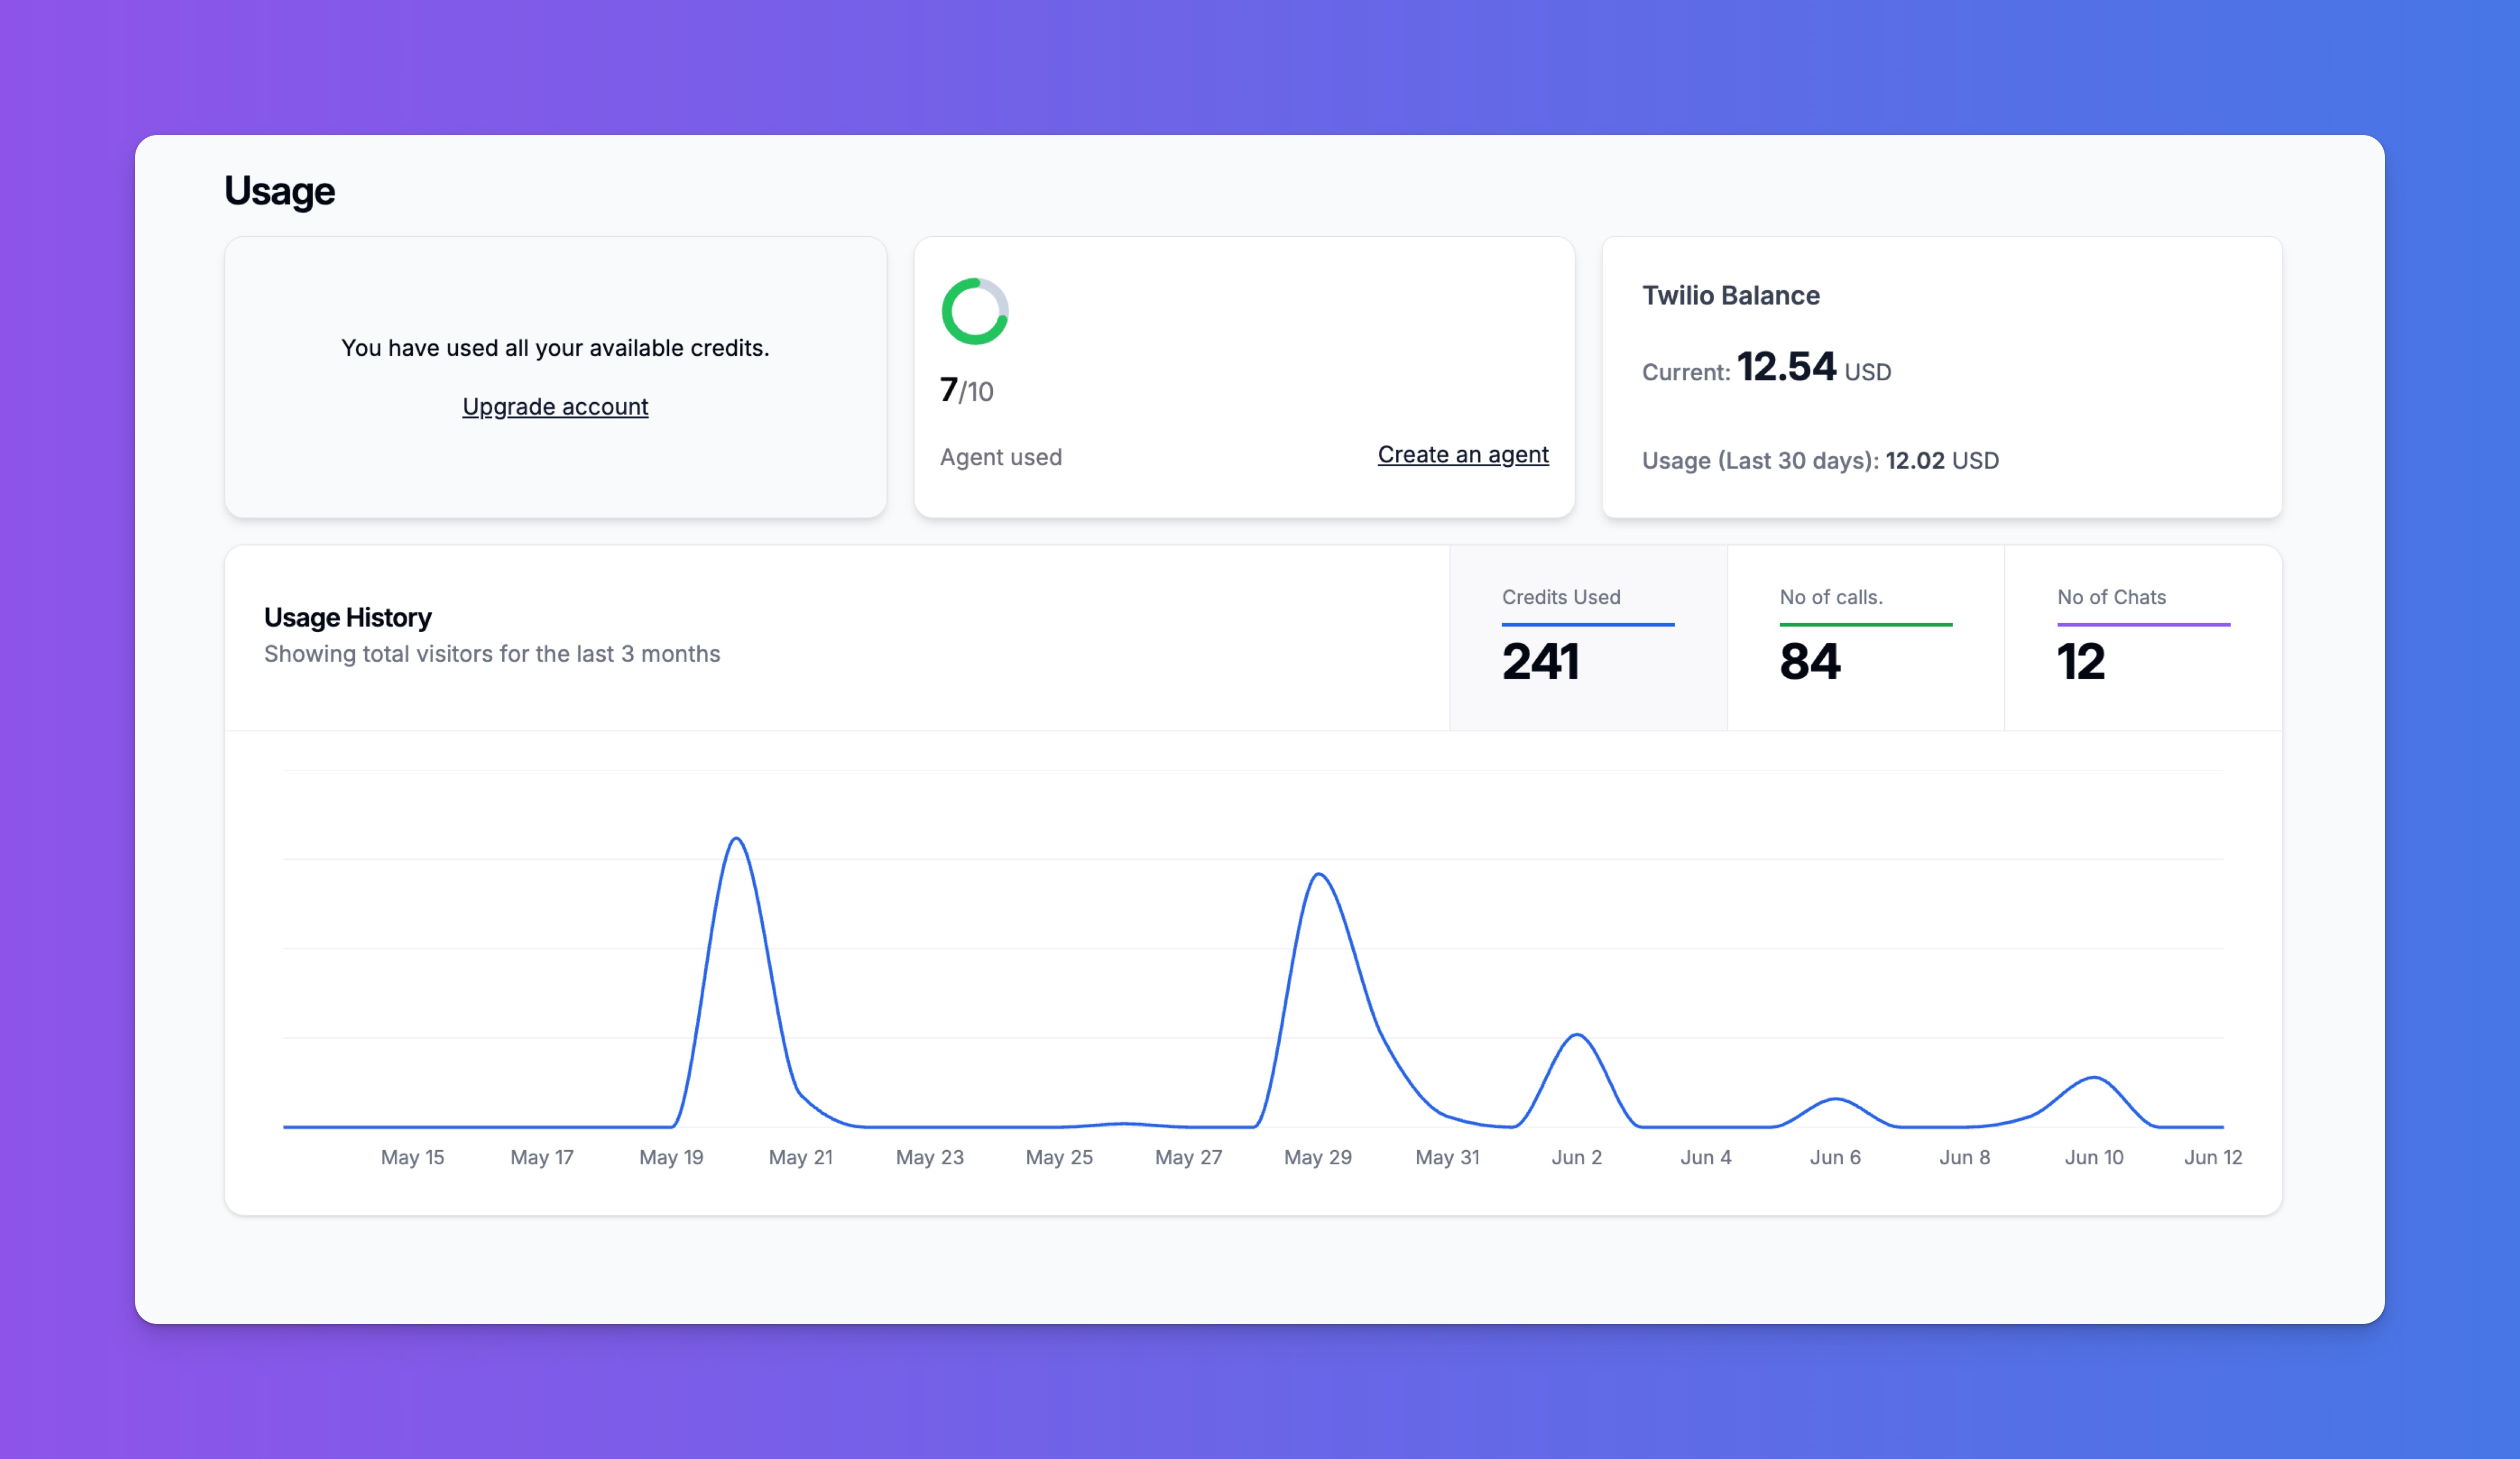 Usage
You have used all your available credits.
Upgrade account
7/10
Agent used
Create an agent
Twilio Balance
Current: 12.54 USD
Usage (Last 30 days): 12.02 USD
Usage History
Showing total visitors for the last 3 months
Credits Used
241
No of calls.
84
No of Chats
12
May 15 May 17 May 19 May 21 May 23 May 25 May 27 May 29 May 31 Jun 2 Jun 4 Jun 6 Jun 8 Jun 10 Jun 12